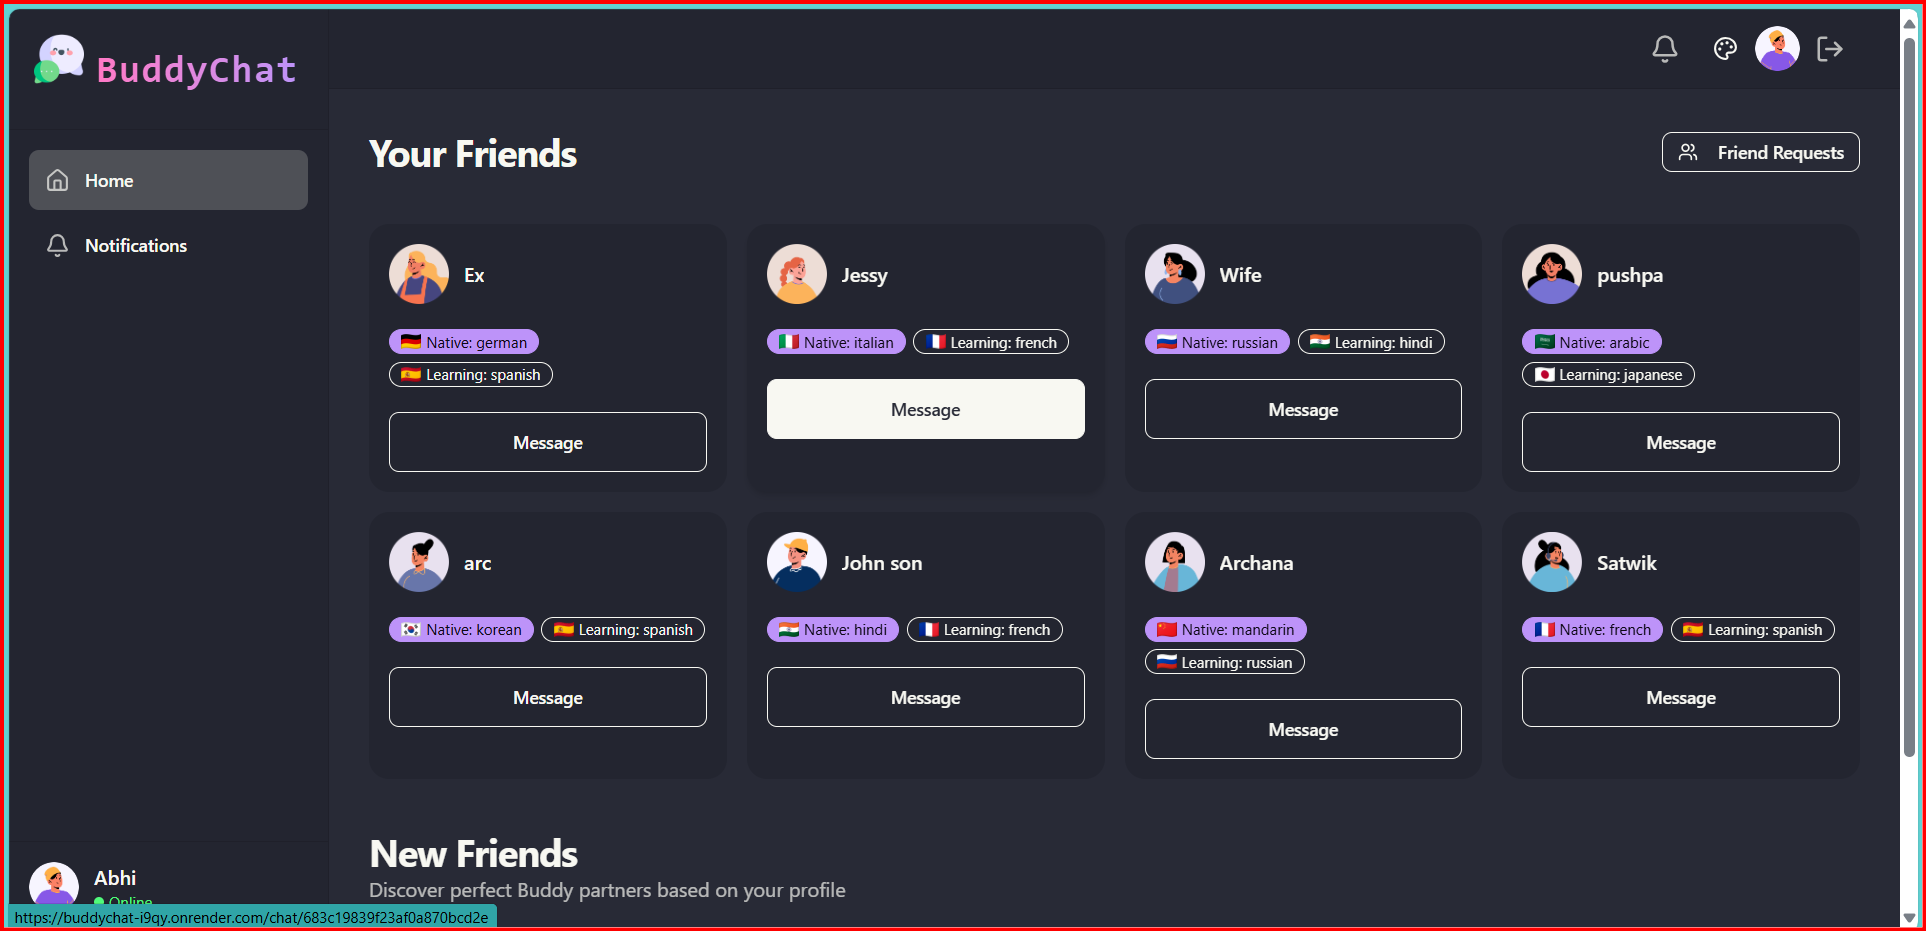 BuddyChat
Home
Notifications
Your Friends
Friend Requests
Ex
Native: german
Learning: spanish
Message
Jessy
Native: italian
Learning: french
Message
Wife
Native: russian
Learning: hindi
Message
pushpa
Native: arabic
Learning: japanese
Message
arc
Native: korean
Learning: spanish
Message
John son
Native: hindi
Learning: french
Message
Archana
Native: mandarin
Learning: russian
Message
Satwik
Native: french
Learning: spanish
Message
New Friends
Discover perfect Buddy partners based on your profile
Abhi
Online
https://buddychat-i9qy.onrender.com/chat/683c19839f23af0a870bcd2e